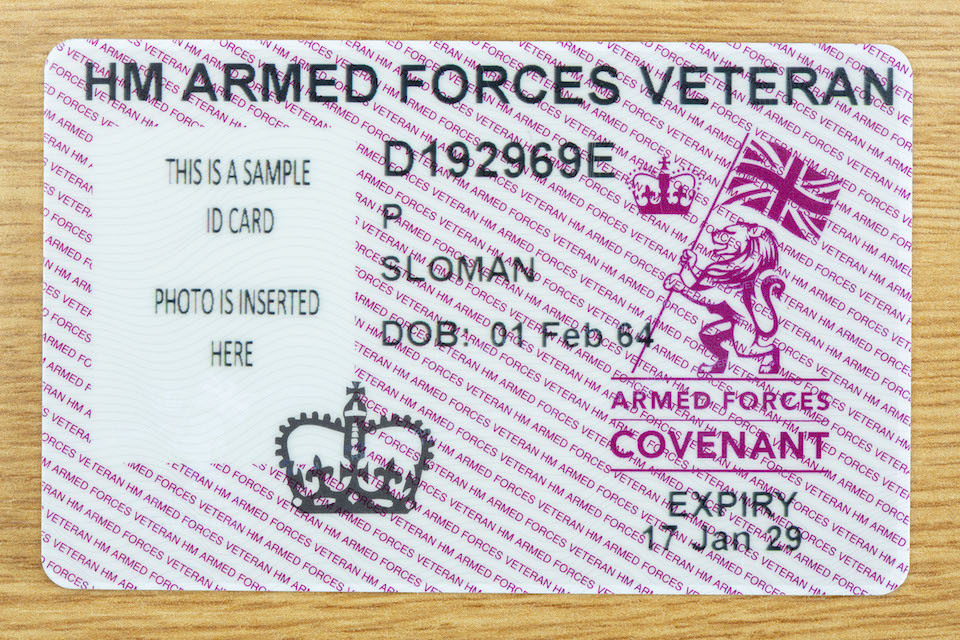 HM ARMED FORCES VETERAN
THIS IS A SAMPLE
ID CARD
PHOTO IS INSERTED
HERE
D192969E
P
SLOMAN
DOB: 01 Feb 64
ARMED FORCES
COVENANT
EXPIRY
17 Jan 29